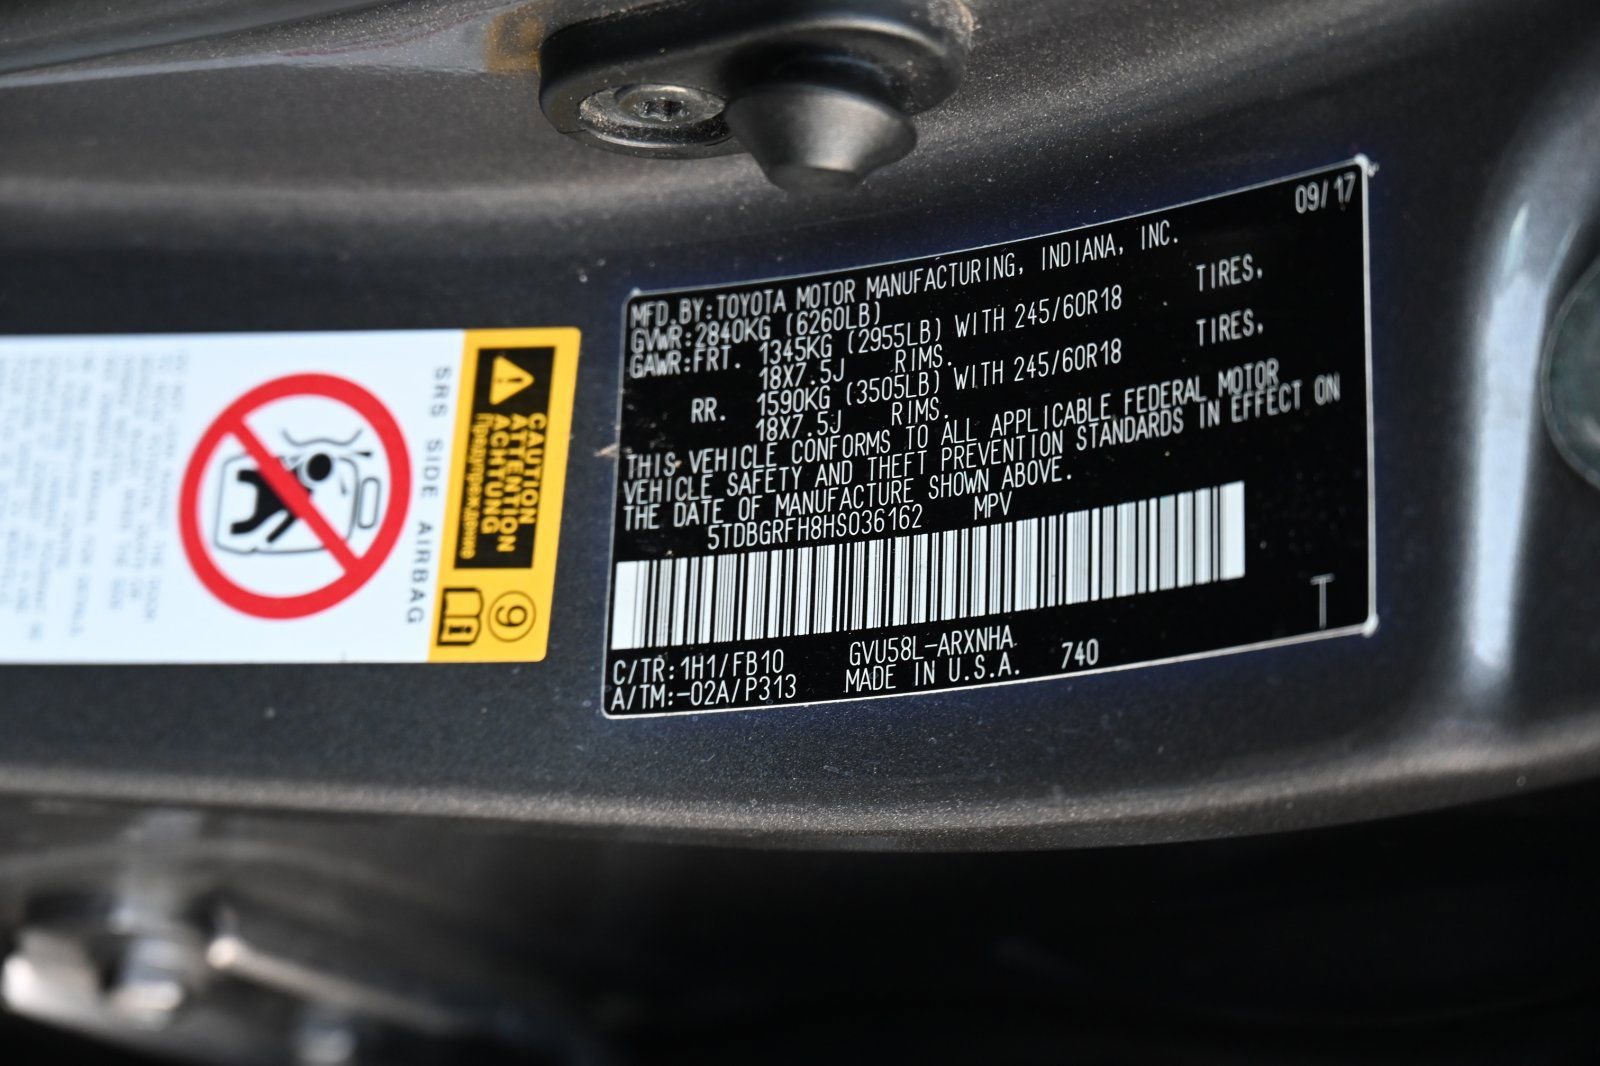 SRS SIDE AIRBAG
CAUTION
ATTENTION
ACHTUNG
Предупреждение
9
i
09/17
MFD.BY:TOYOTA MOTOR MANUFACTURING, INDIANA, INC.
GVWR:2840KG (6260LB)
GAWR:FRT. 1345KG (2955LB) WITH 245/60R18 TIRES,
18X7.5J RIMS.
RR. 1590KG (3505LB) WITH 245/60R18 TIRES,
18X7.5J RIMS.
THIS VEHICLE CONFORMS TO ALL APPLICABLE FEDERAL MOTOR
VEHICLE SAFETY AND THEFT PREVENTION STANDARDS IN EFFECT ON
THE DATE OF MANUFACTURE SHOWN ABOVE.
5TDBGRFH8HS036162 MPV
T
C/TR:1H1/FB10 GVU58L-ARXNHA
A/TM:-02A/P313 MADE IN U.S.A. 740